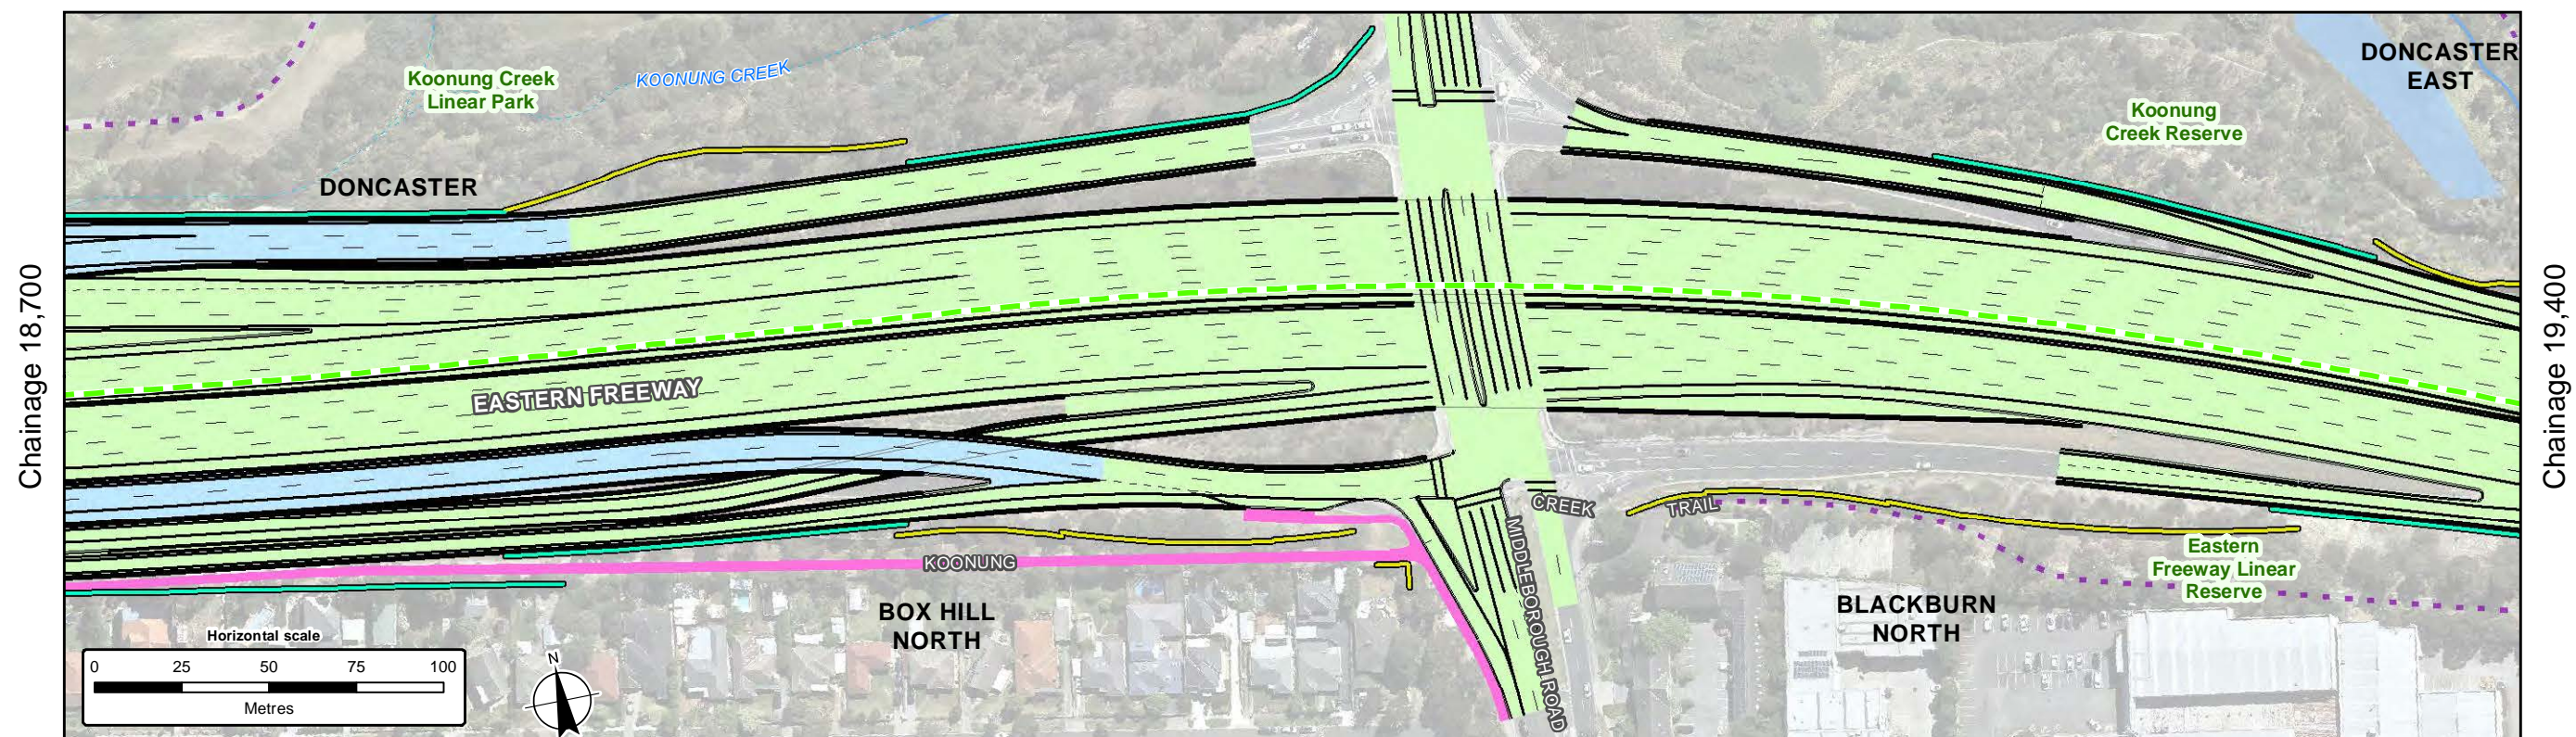 Koonung Creek
Linear Park
KOONUNG CREEK
DONCASTER
EAST
Koonung
Creek Reserve
DONCASTER
Chainage 18,700
Chainage 19,400
EASTERN FREEWAY
CREEK
TRAIL
MIDDLEBOROUGH ROAD
KOONUNG
Eastern
Freeway Linear
Reserve
BOX HILL
NORTH
BLACKBURN
NORTH
Horizontal scale
0 25 50 75 100
Metres
N